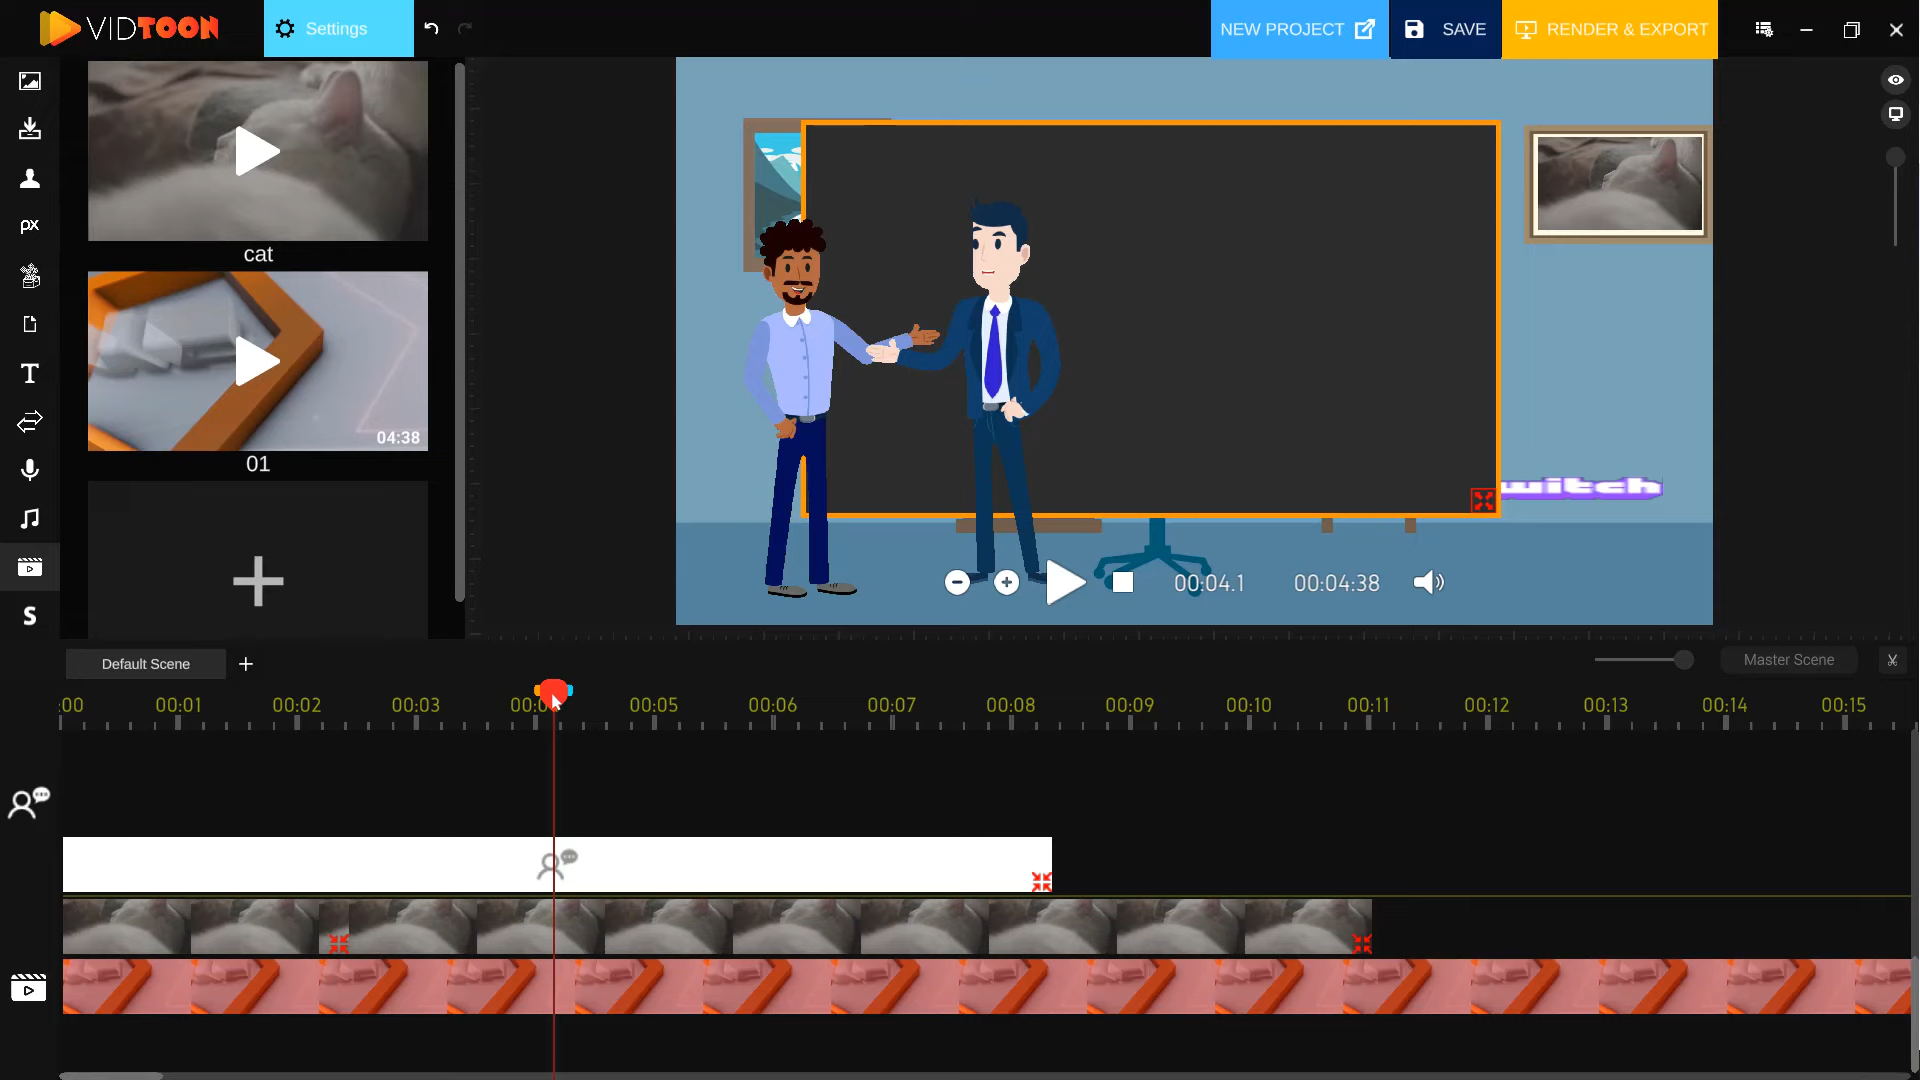 VIDTOON
Settings
NEW PROJECT
SAVE
RENDER & EXPORT
px
T
S
cat
04:38
01
witch
00:04.1
00:04:38
Default Scene
Master Scene
:00
00:01
00:02
00:03
00:05
00:06
00:07
00:08
00:09
00:10
00:11
00:12
00:13
00:14
00:15